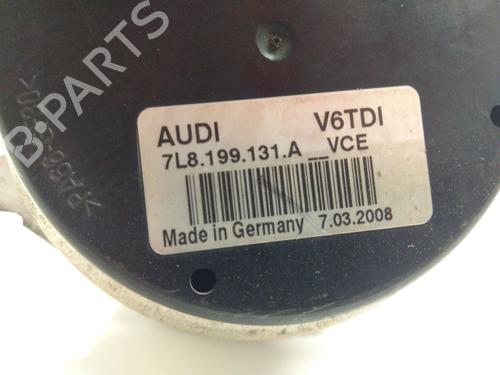 B-PARTS
AUDI V6TDI
7L8.199.131.A __VCE
Made in Germany 7.03.2008